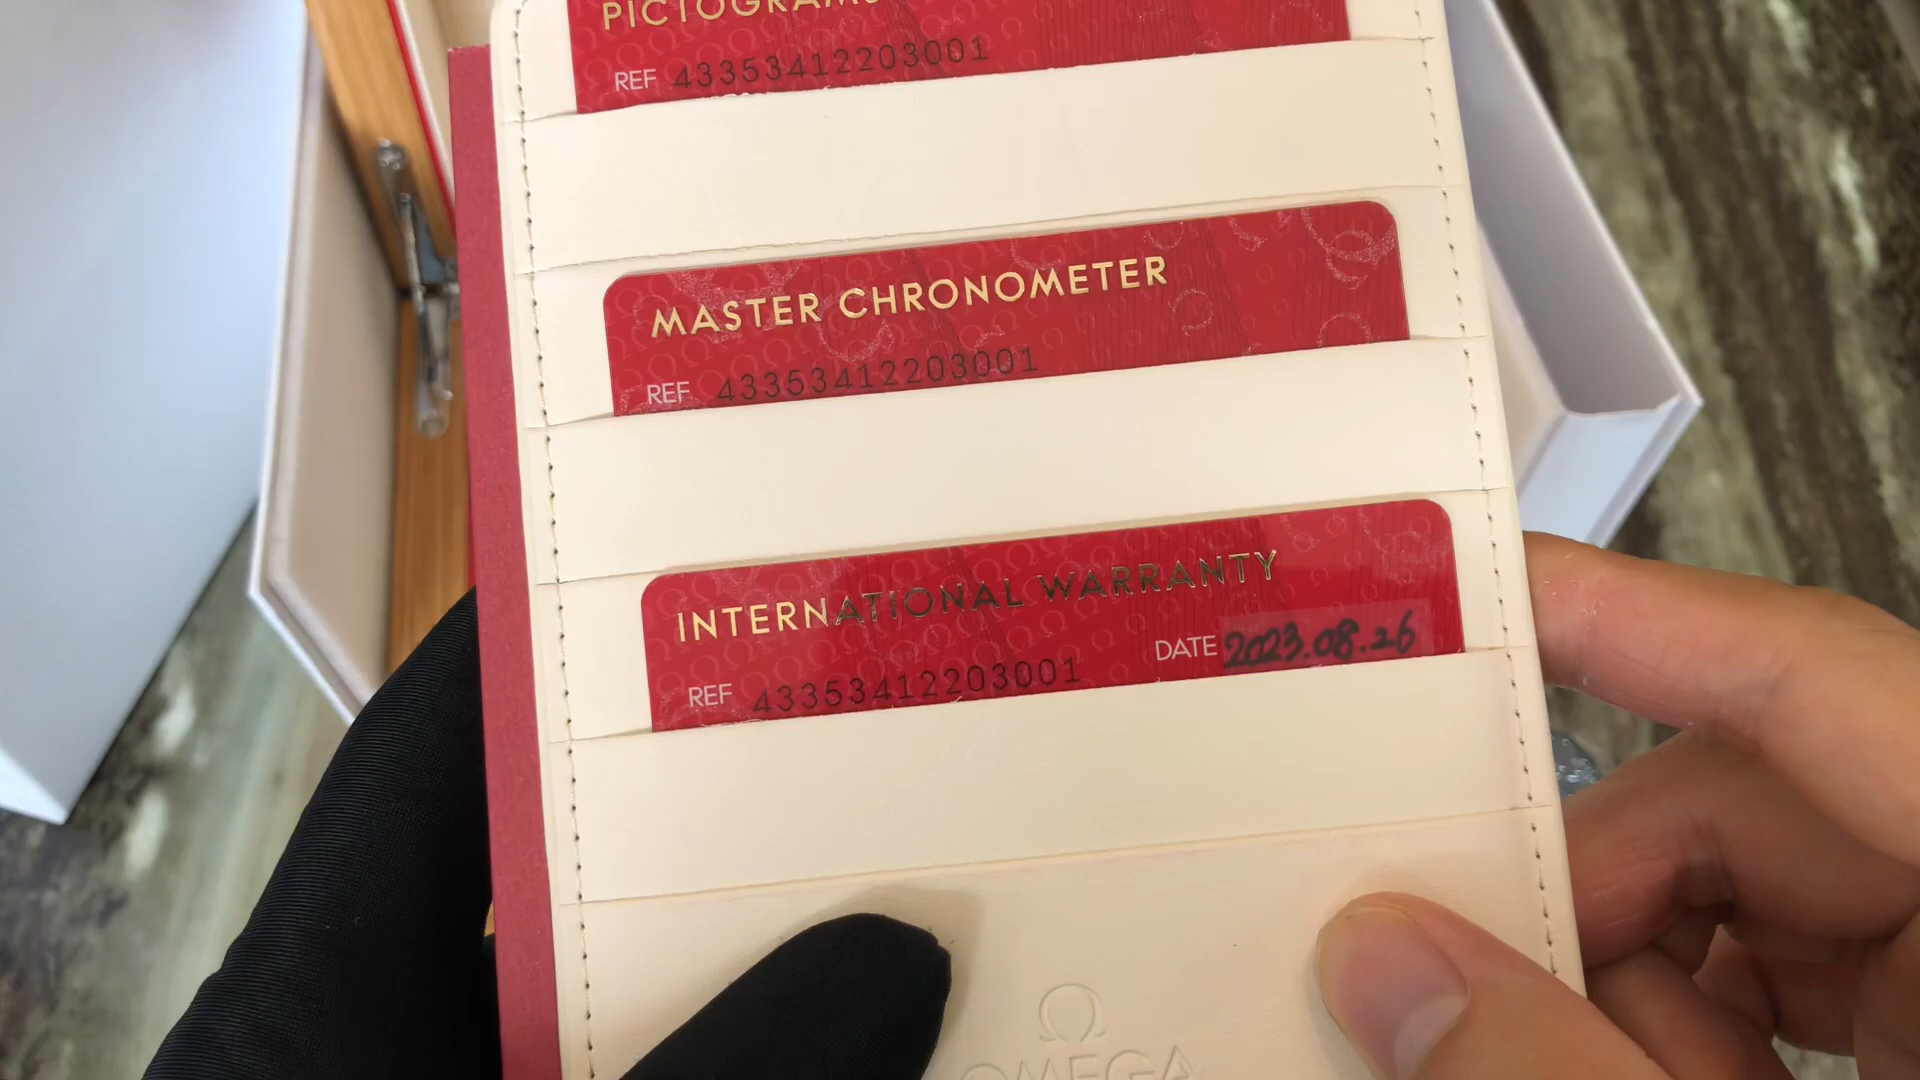 PICTOGRAMS
REF 43353412203001
MASTER CHRONOMETER
REF 43353412203001
INTERNATIONAL WARRANTY
DATE 2023.08.26
REF 43353412203001
Ω
OMEGA